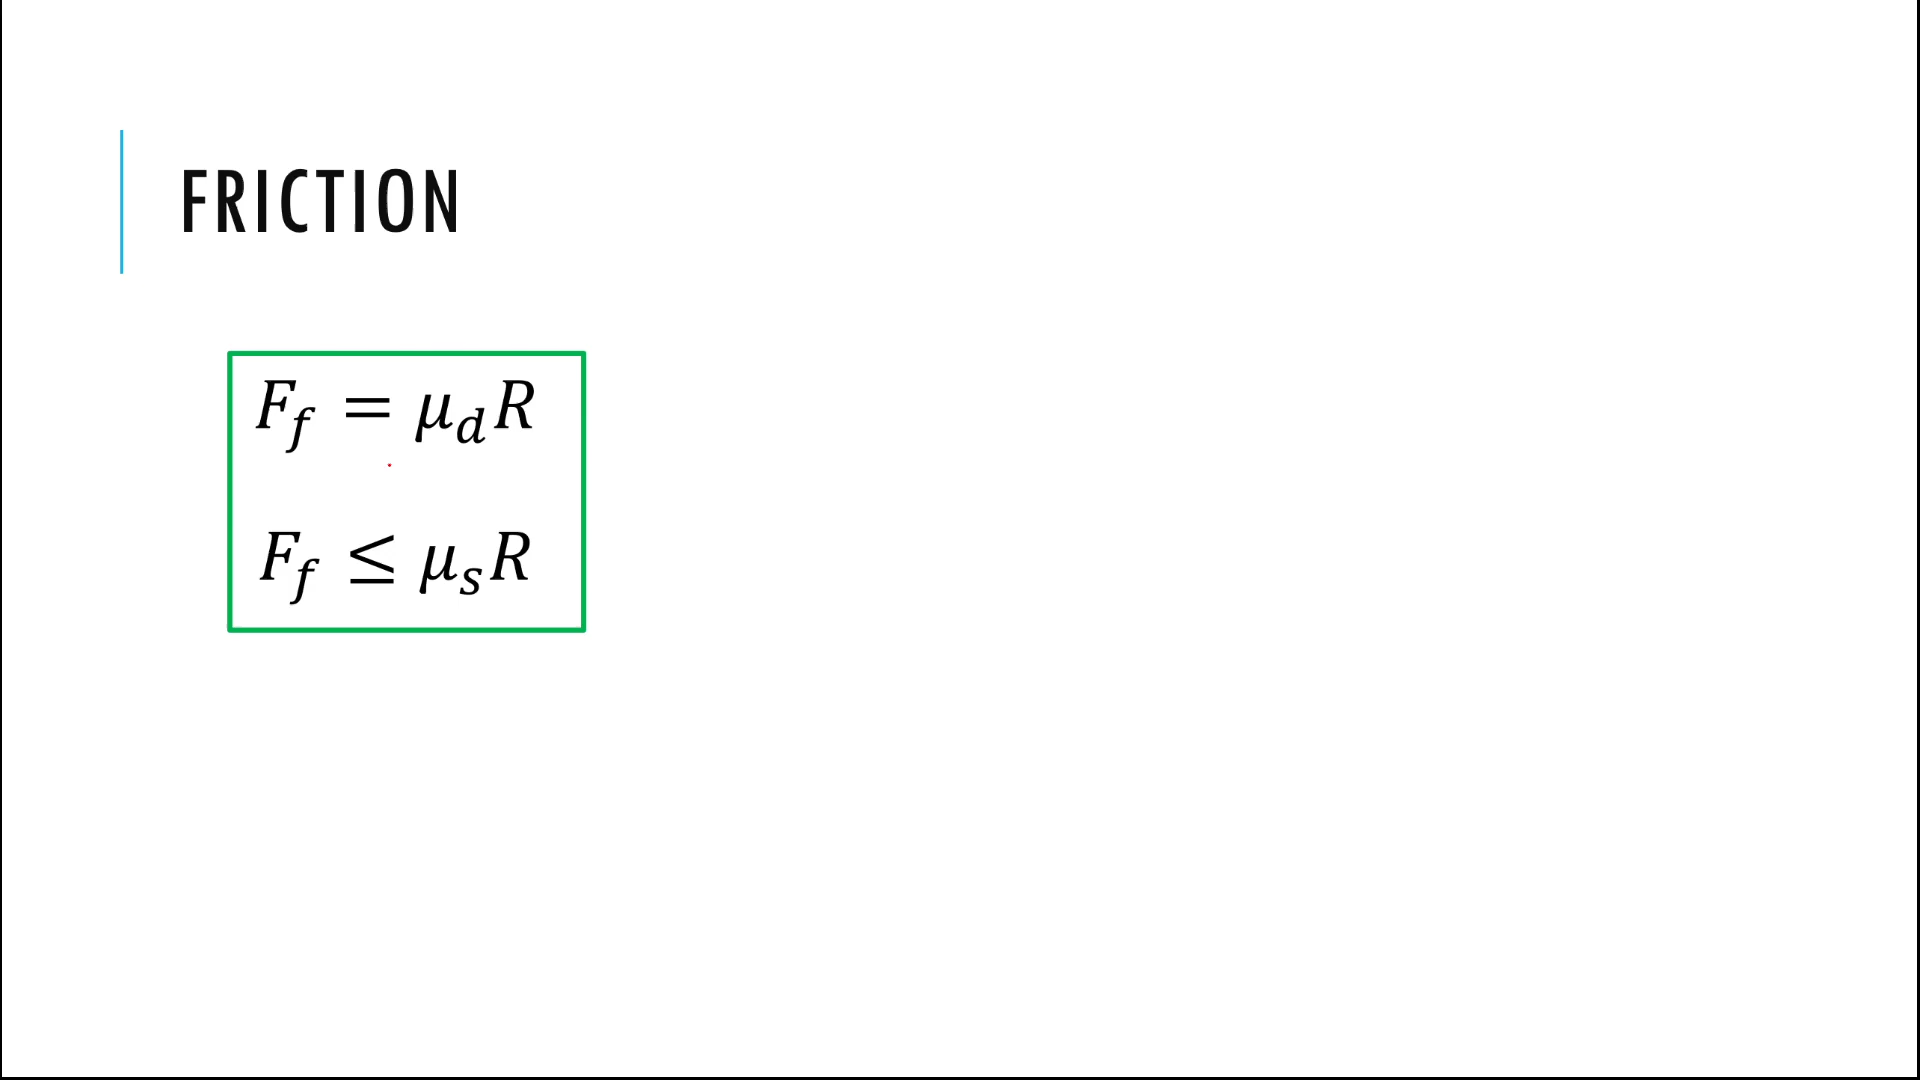 FRICTION
F_f = μ_d R
F_f ≤ μ_s R